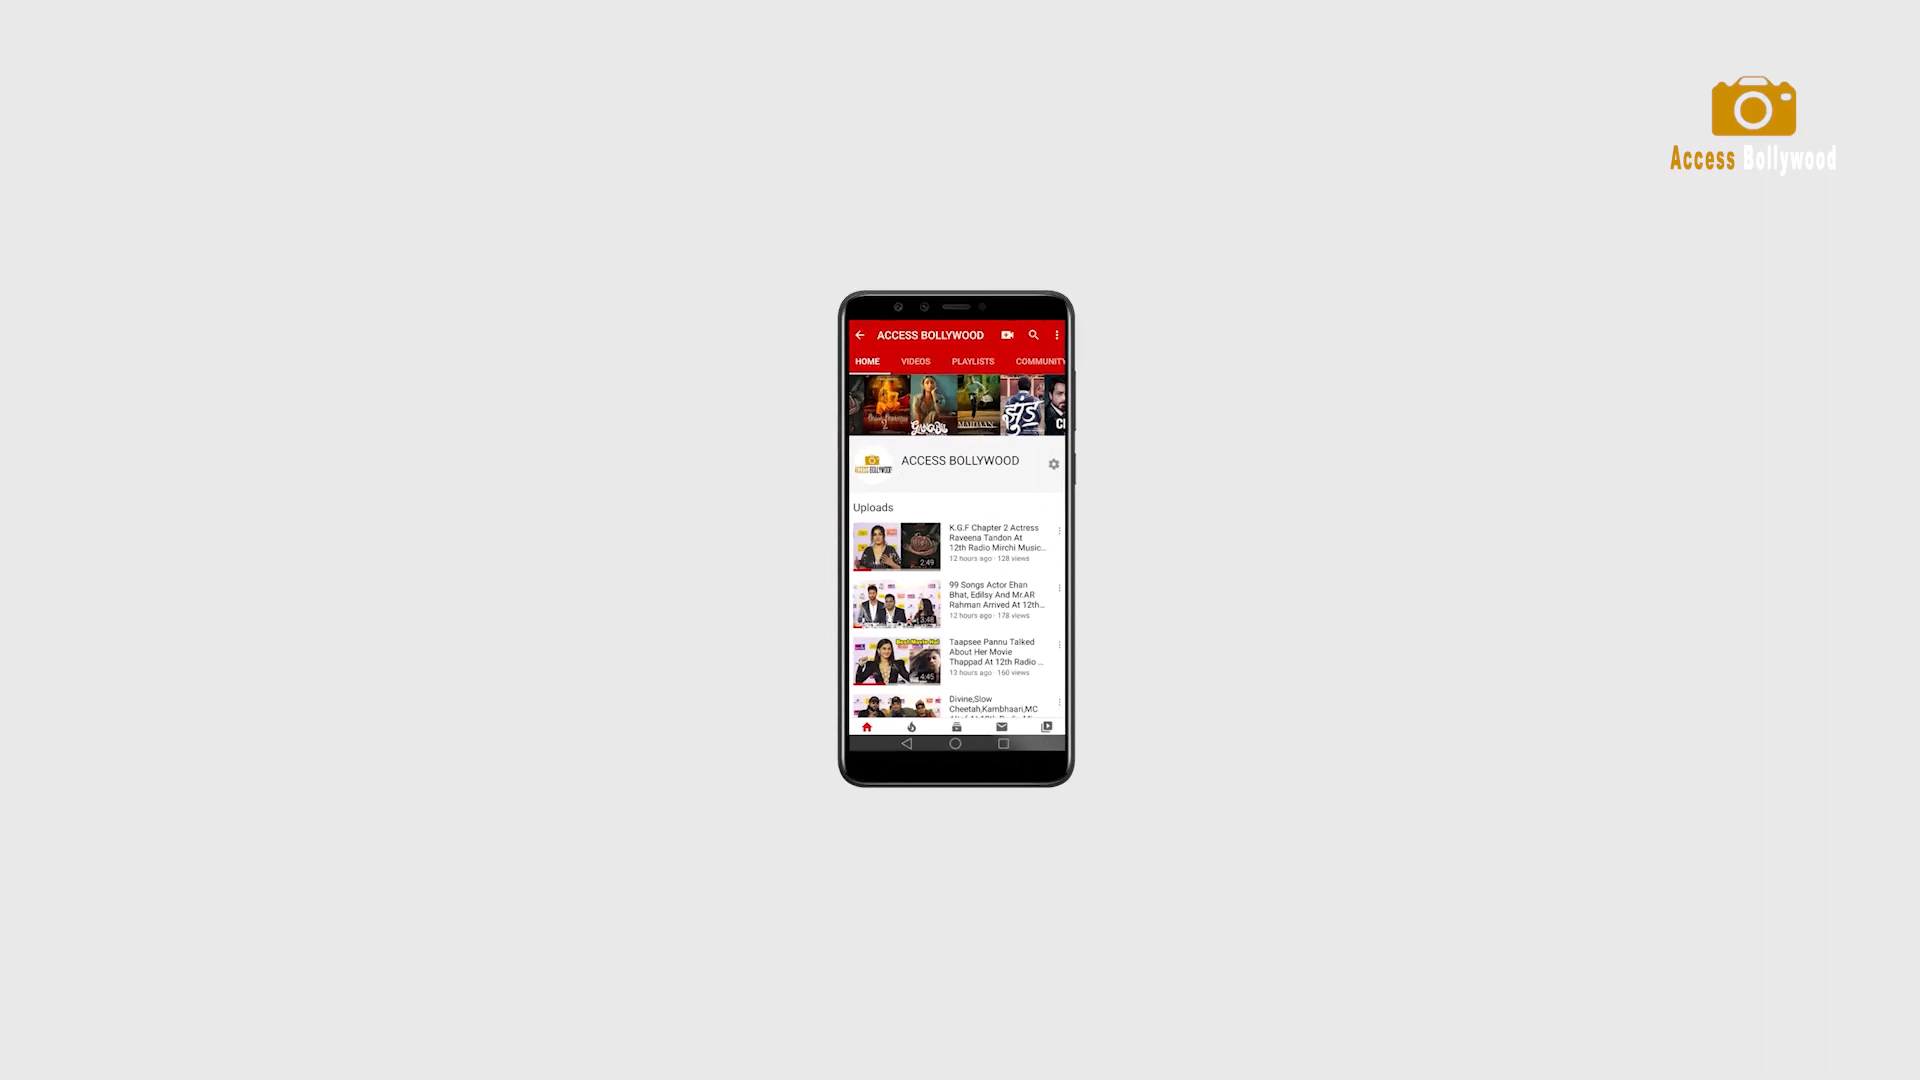 Access Bollywood
ACCESS BOLLYWOOD
HOME VIDEOS PLAYLISTS COMMUNITY
MAIDAAN
झुंड
ACCESS BOLLYWOOD
Uploads
K.G.F Chapter 2 Actress
Raveena Tandon At
12th Radio Mirchi Music...
12 hours ago · 128 views
2:49
99 Songs Actor Ehan
Bhat, Edilsy And Mr.AR
Rahman Arrived At 12th...
12 hours ago · 178 views
3:48
Taapsee Pannu Talked
About Her Movie
Thappad At 12th Radio ...
13 hours ago · 160 views
4:45
Divine,Slow
Cheetah,Kambhaari,MC